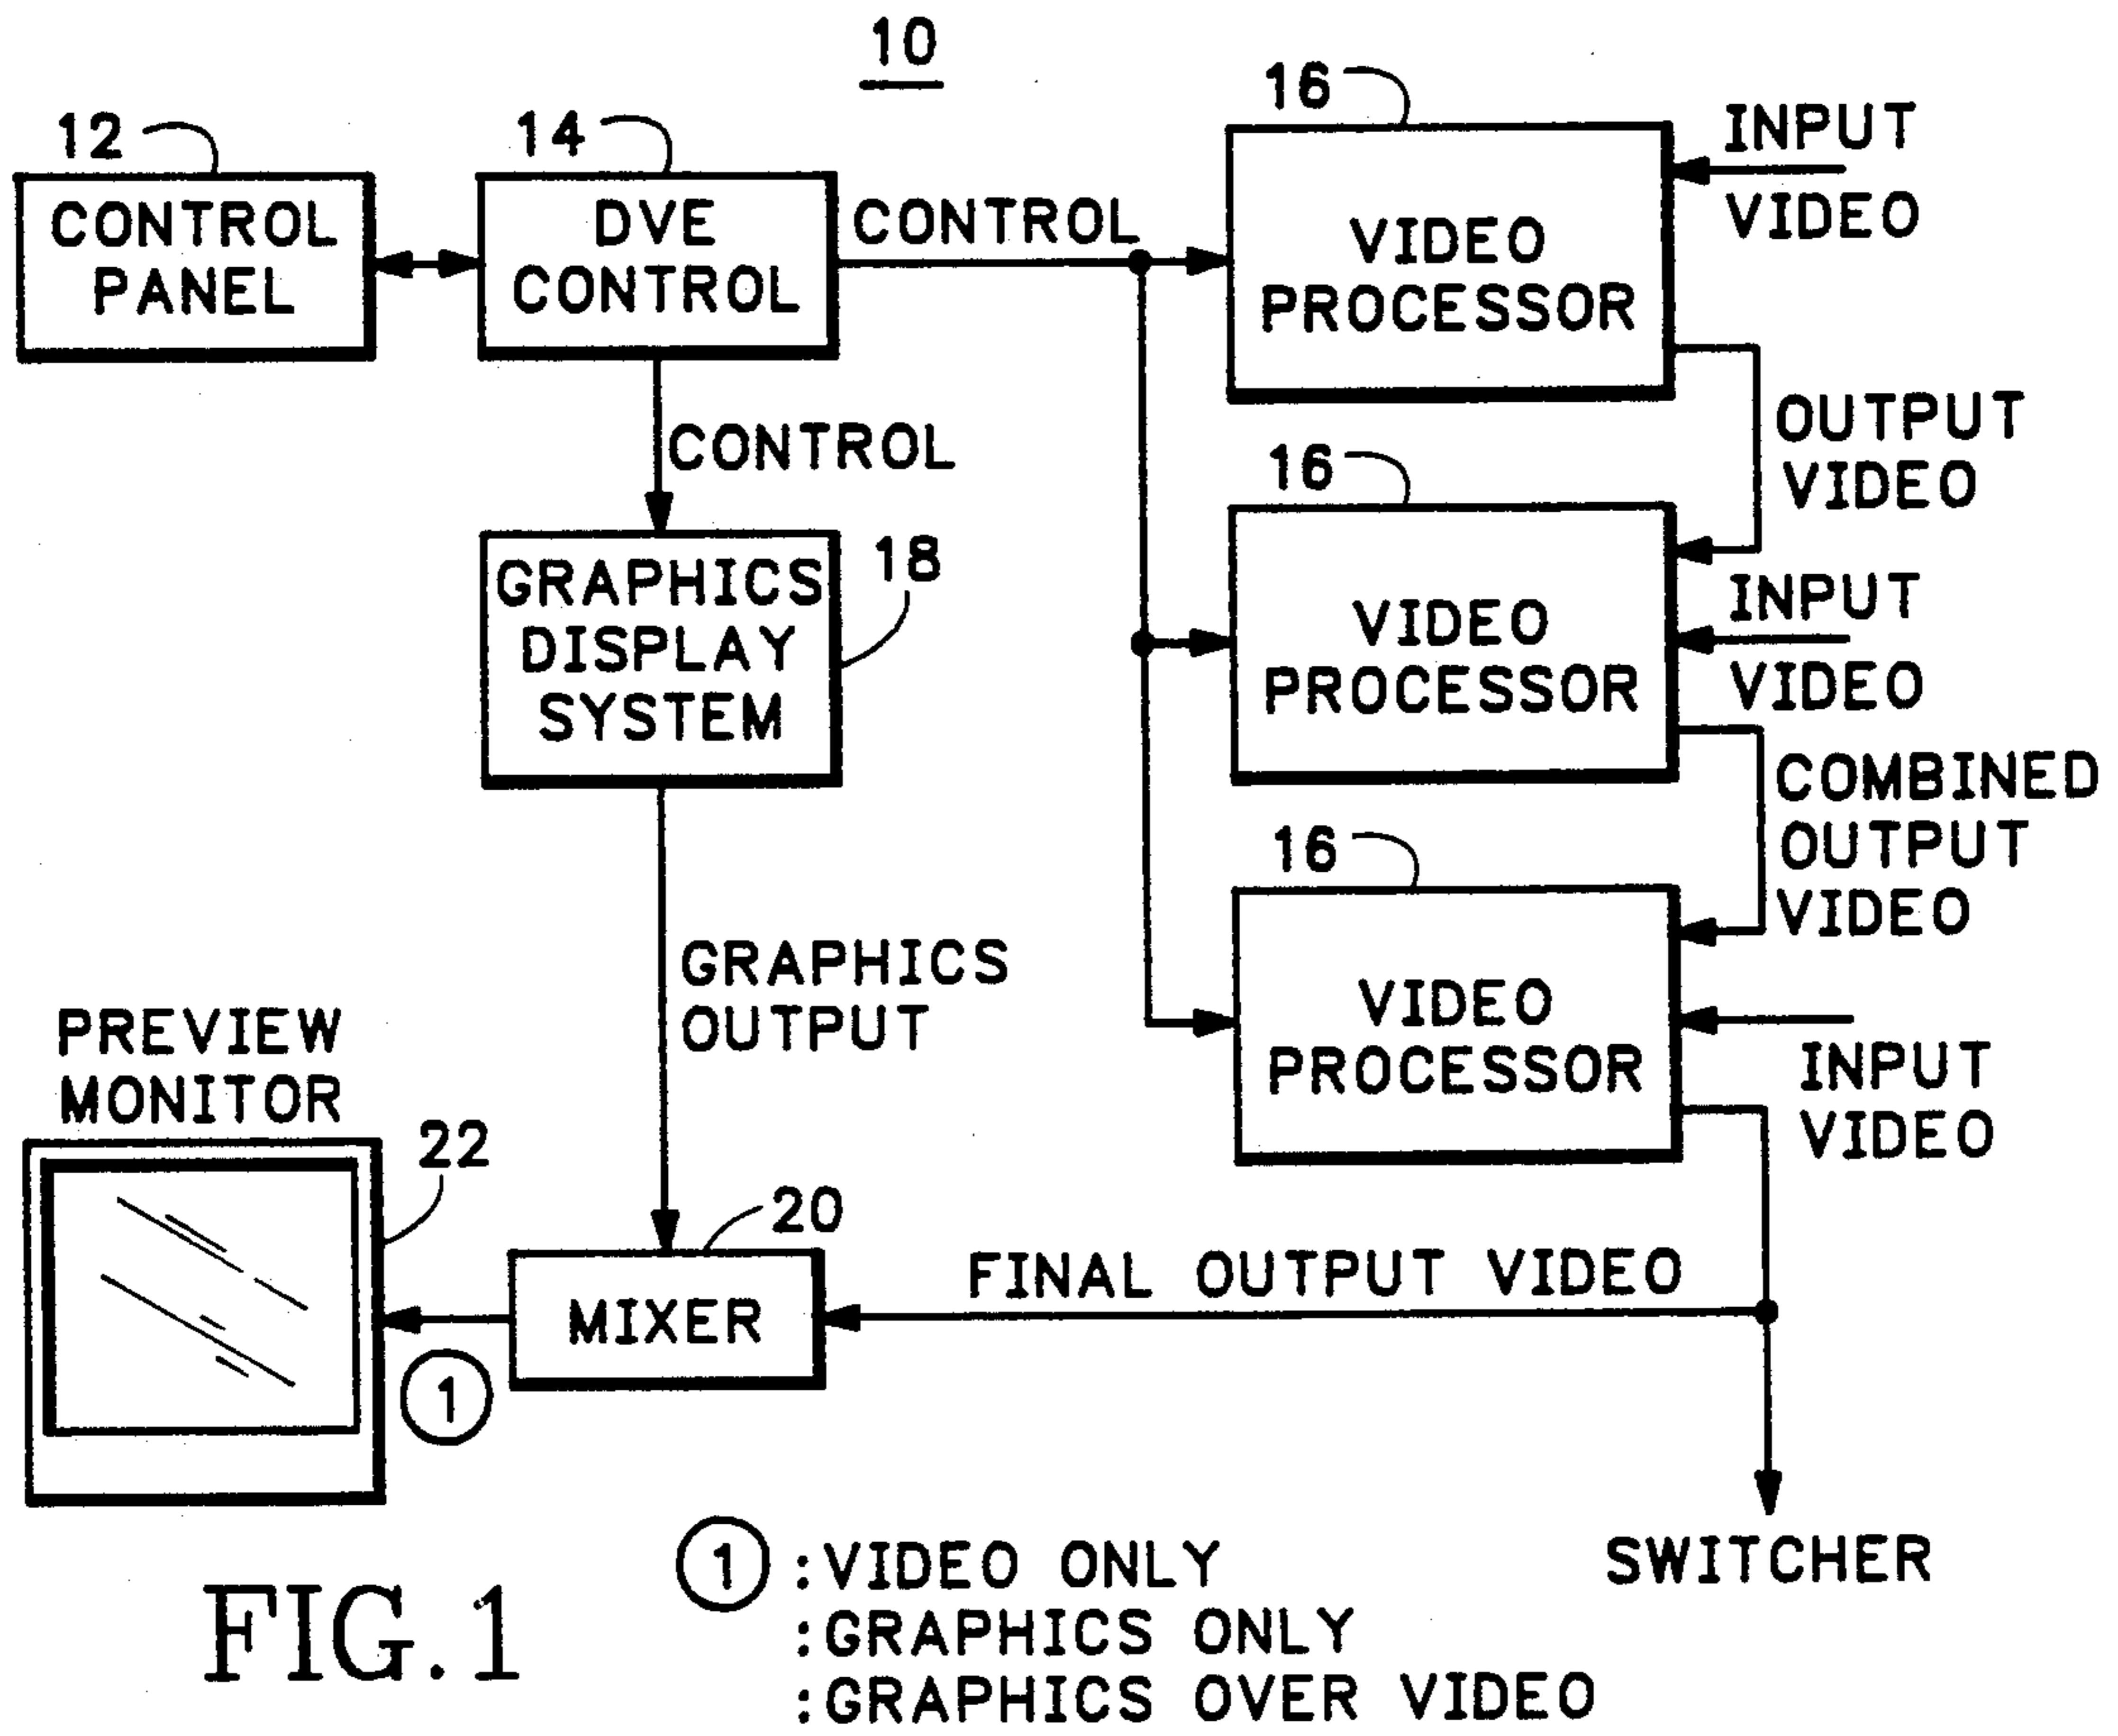 10
12
CONTROL
PANEL
14
DVE
CONTROL
CONTROL
16
VIDEO
PROCESSOR
INPUT
VIDEO
OUTPUT
VIDEO
CONTROL
16
VIDEO
PROCESSOR
INPUT
VIDEO
GRAPHICS
DISPLAY
SYSTEM
18
COMBINED
OUTPUT
VIDEO
16
VIDEO
PROCESSOR
INPUT
VIDEO
GRAPHICS
OUTPUT
PREVIEW
MONITOR
22
20
MIXER
FINAL OUTPUT VIDEO
1
SWITCHER
1 :VIDEO ONLY
:GRAPHICS ONLY
:GRAPHICS OVER VIDEO
FIG.1